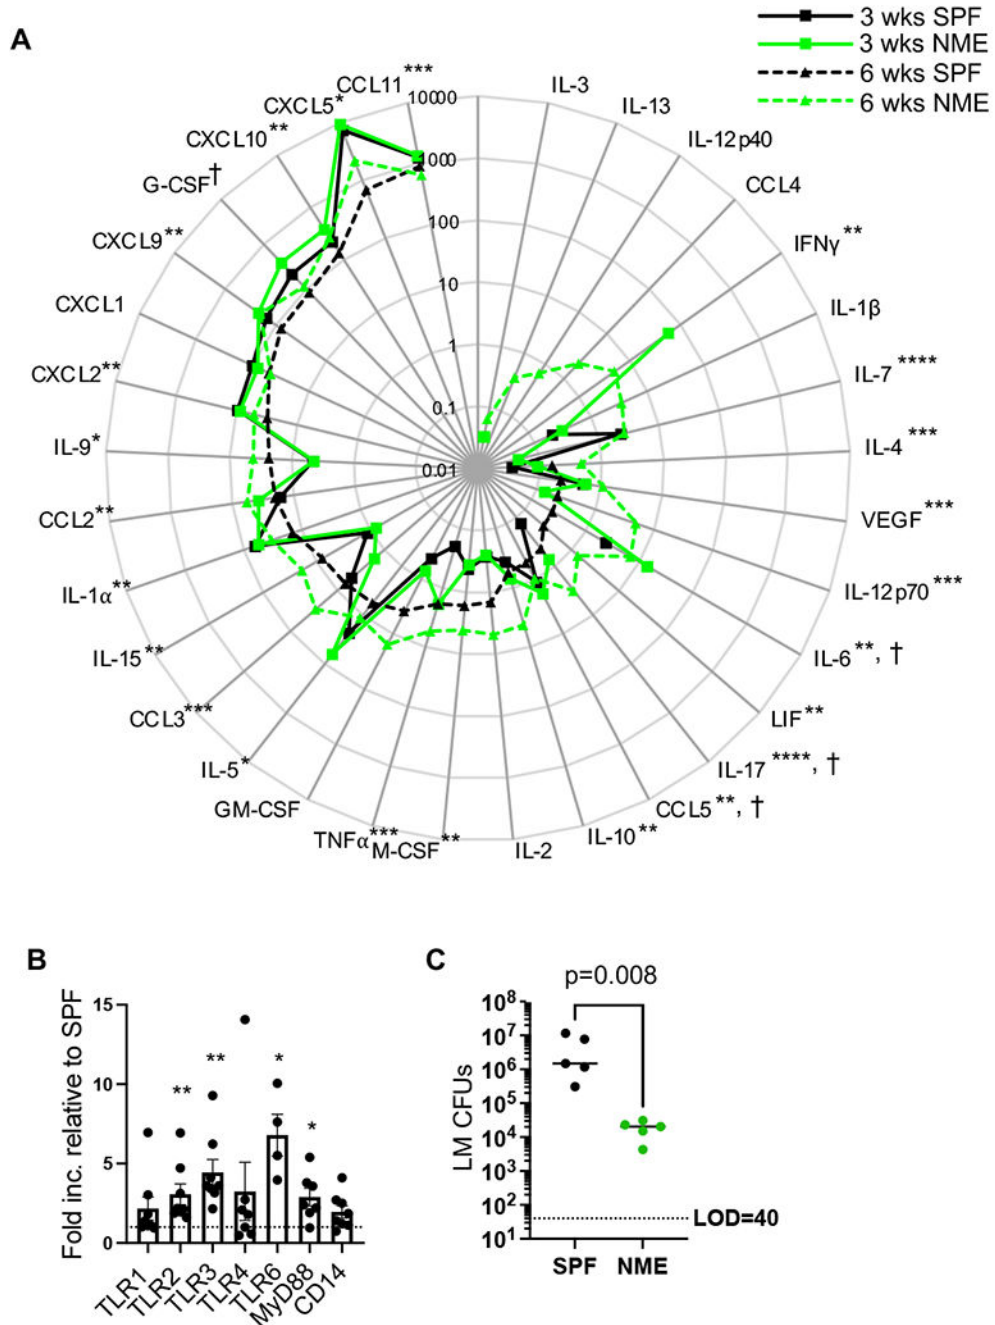 A
3 wks SPF
3 wks NME
6 wks SPF
6 wks NME
CCL11 ***
CXCL5*
CXCL10 **
G-CSF†
CXCL9 **
CXCL1
CXCL2 **
IL-9 *
CCL2 **
IL-1α **
IL-15 **
CCL3 ***
IL-5 *
GM-CSF
TNFα ***
M-CSF **
IL-2
IL-10 **
CCL5 **, †
IL-17 ****, †
LIF **
IL-6 **, †
IL-12p70 ***
VEGF ***
IL-4 ***
IL-7 ****
IL-1β
IFNγ **
CCL4
IL-12p40
IL-13
IL-3
10000
1000
100
10
1
0.1
0.01
B
Fold inc. relative to SPF
15
10
5
0
** ** * *
TLR1
TLR2
TLR3
TLR4
TLR6
MyD88
CD14
C
p=0.008
LM CFUs
10⁸
10⁷
10⁶
10⁵
10⁴
10³
10²
10¹
LOD=40
SPF NME